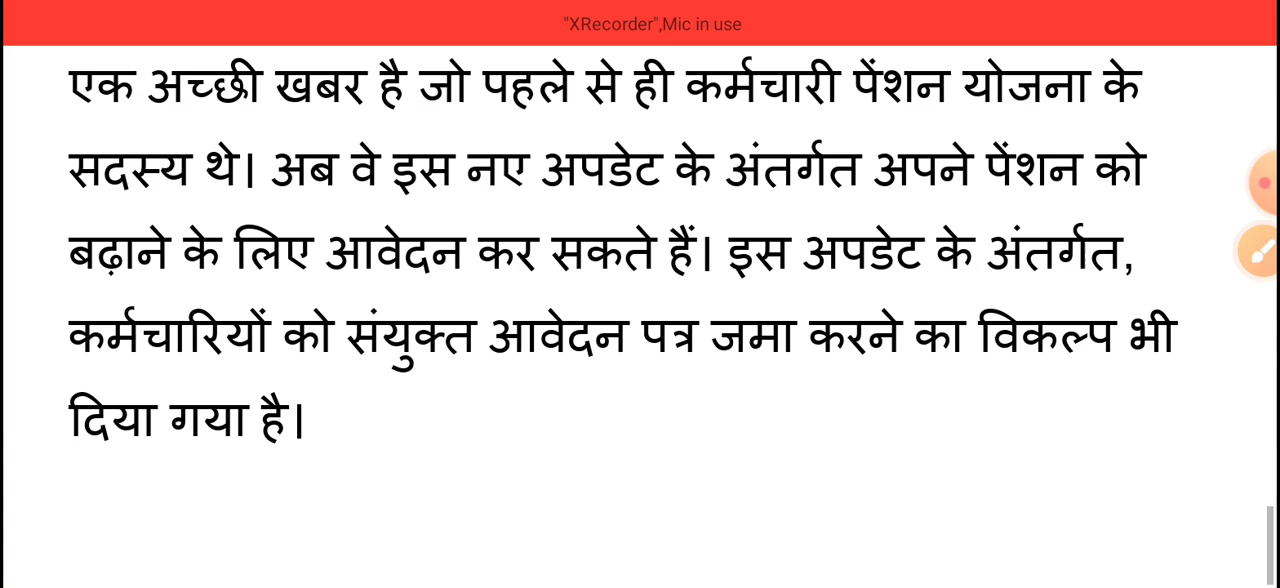 "XRecorder",Mic in use
एक अच्छी खबर है जो पहले से ही कर्मचारी पेंशन योजना के
सदस्य थे। अब वे इस नए अपडेट के अंतर्गत अपने पेंशन को
बढ़ाने के लिए आवेदन कर सकते हैं। इस अपडेट के अंतर्गत,
कर्मचारियों को संयुक्त आवेदन पत्र जमा करने का विकल्प भी
दिया गया है।